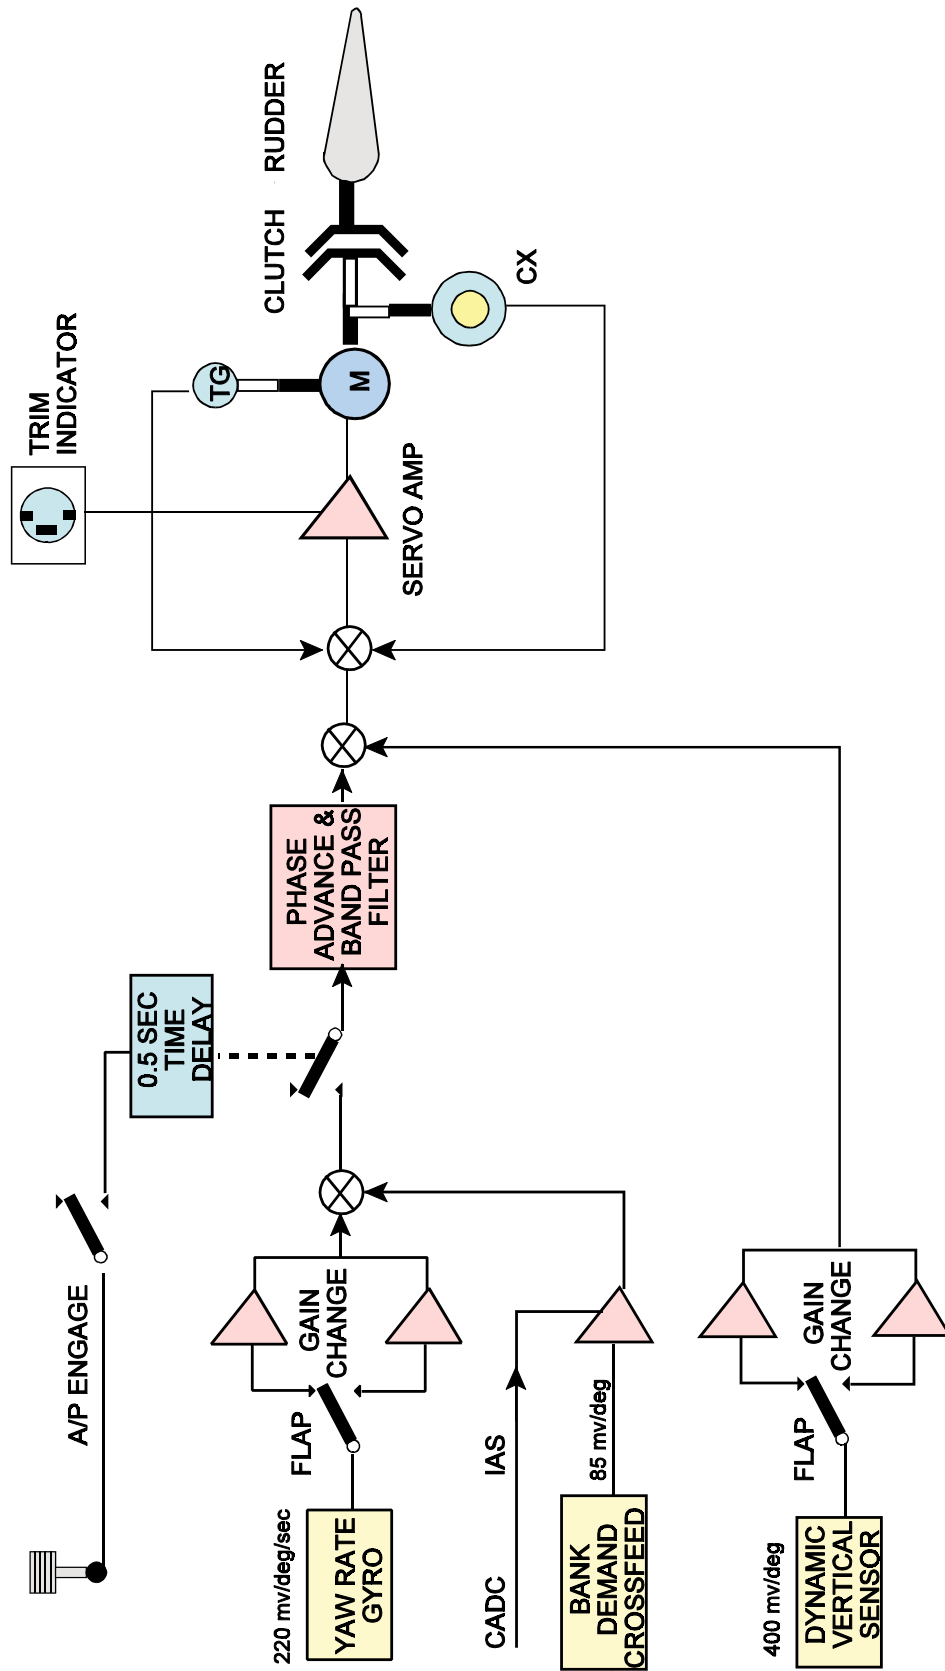 A/P ENGAGE
0.5 SEC
TIME
DELAY
TRIM
INDICATOR
220 mv/deg/sec
YAW RATE
GYRO
FLAP
GAIN
CHANGE
PHASE
ADVANCE &
BAND PASS
FILTER
SERVO AMP
TG
M
CLUTCH
RUDDER
CX
CADC
IAS
BANK
DEMAND
CROSSFEED
85 mv/deg
400 mv/deg
DYNAMIC
VERTICAL
SENSOR
FLAP
GAIN
CHANGE